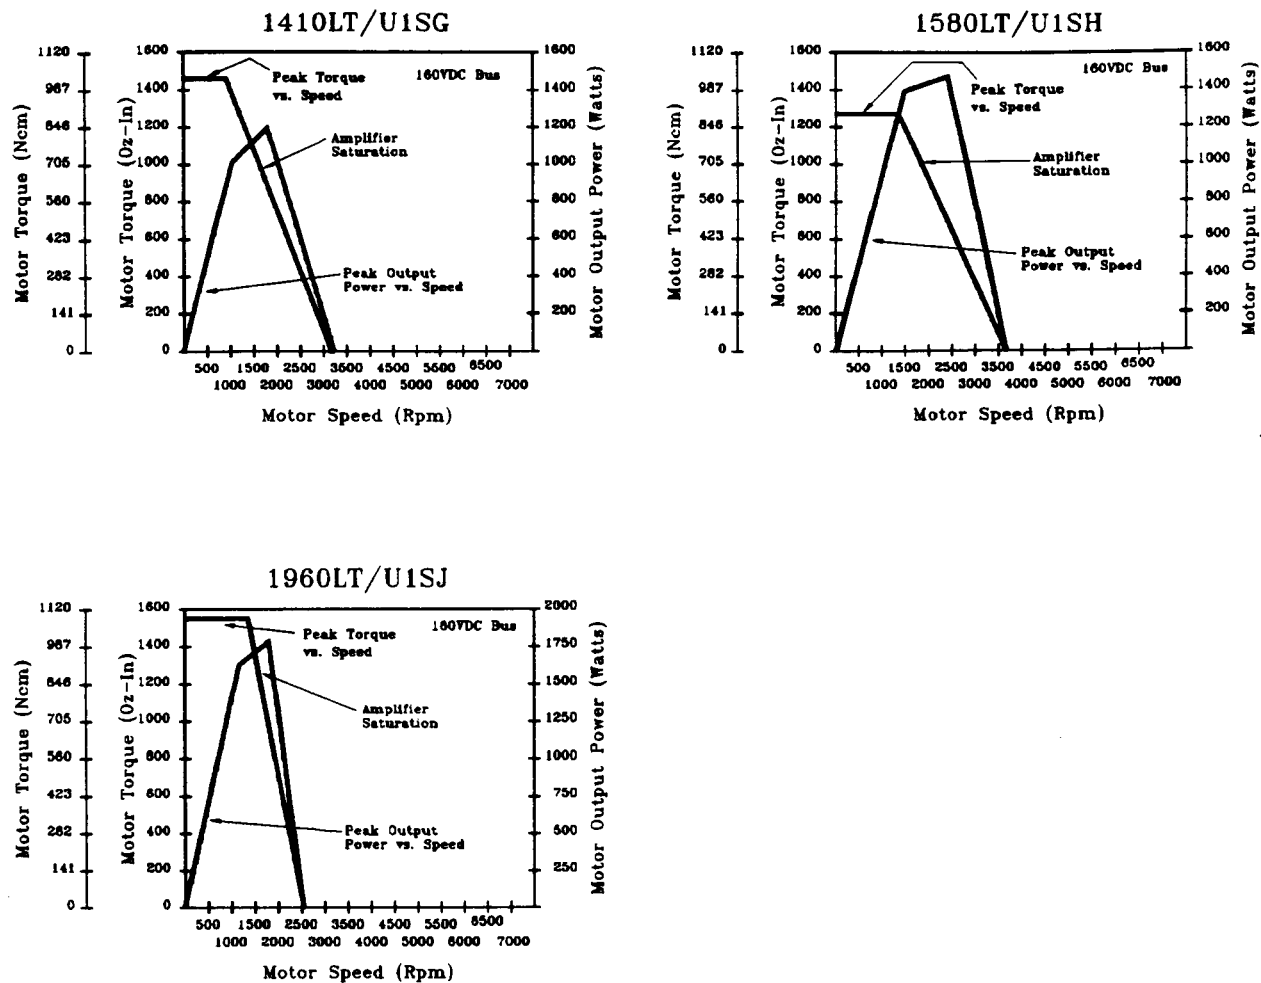 1410LT/U1SG
160VDC Bus
Peak Torque
vs. Speed
Amplifier
Saturation
Peak Output
Power vs. Speed
Motor Torque (Ncm)
1120
987
846
705
560
423
282
141
0
Motor Torque (Oz-In)
1600
1400
1200
1000
800
600
400
200
0
Motor Output Power (Watts)
1600
1400
1200
1000
800
600
400
200
500 1500 2500 3500 4500 5500 6500
1000 2000 3000 4000 5000 6000 7000
Motor Speed (Rpm)
1580LT/U1SH
160VDC Bus
Peak Torque
vs. Speed
Amplifier
Saturation
Peak Output
Power vs. Speed
Motor Torque (Ncm)
1120
987
846
705
560
423
282
141
0
Motor Torque (Oz-In)
1600
1400
1200
1000
800
600
400
200
0
Motor Output Power (Watts)
1600
1400
1200
1000
800
600
400
200
500 1500 2500 3500 4500 5500 6500
1000 2000 3000 4000 5000 6000 7000
Motor Speed (Rpm)
1960LT/U1SJ
160VDC Bus
Peak Torque
vs. Speed
Amplifier
Saturation
Peak Output
Power vs. Speed
Motor Torque (Ncm)
1120
987
846
705
560
423
282
141
0
Motor Torque (Oz-In)
1600
1400
1200
1000
800
600
400
200
0
Motor Output Power (Watts)
2000
1750
1500
1250
1000
750
500
250
500 1500 2500 3500 4500 5500 6500
1000 2000 3000 4000 5000 6000 7000
Motor Speed (Rpm)